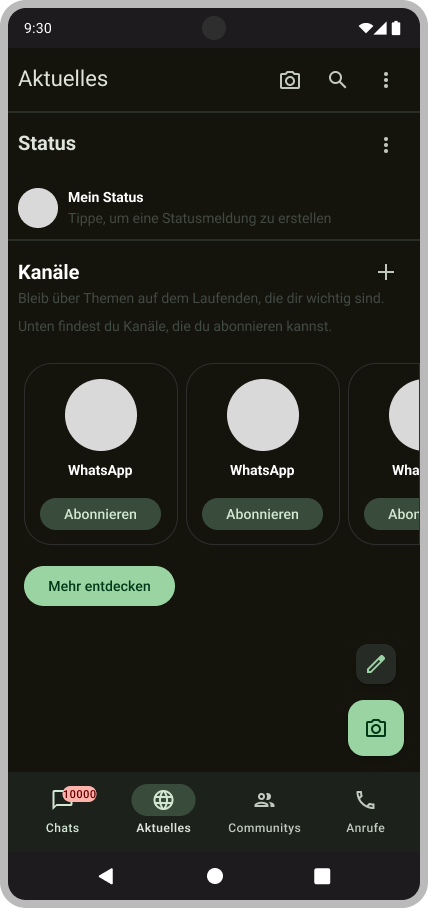 9:30
Aktuelles
Status
Mein Status
Tippe, um eine Statusmeldung zu erstellen
Kanäle
Bleib über Themen auf dem Laufenden, die dir wichtig sind.
Unten findest du Kanäle, die du abonnieren kannst.
WhatsApp WhatsApp Wha
Abonnieren Abonnieren Abon
Mehr entdecken
10000
Chats Aktuelles Communitys Anrufe